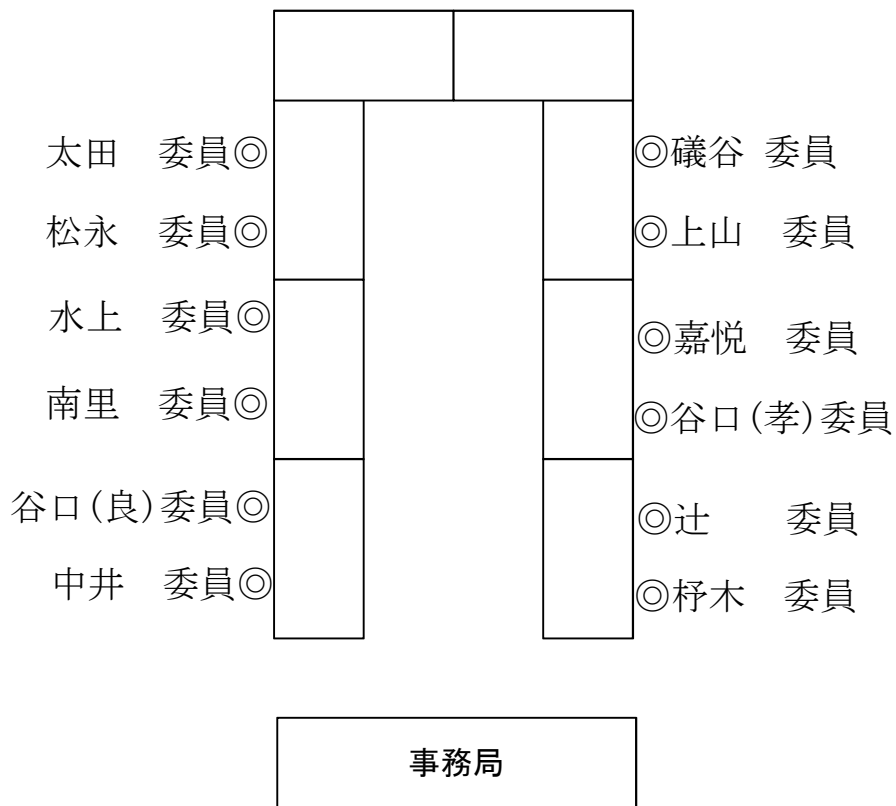 太田　委員◎
◎礒谷 委員
松永　委員◎
◎上山　委員
水上　委員◎
◎嘉悦　委員
南里　委員◎
◎谷口(孝)委員
谷口(良)委員◎
◎辻　　委員
中井　委員◎
◎杼木　委員
事務局